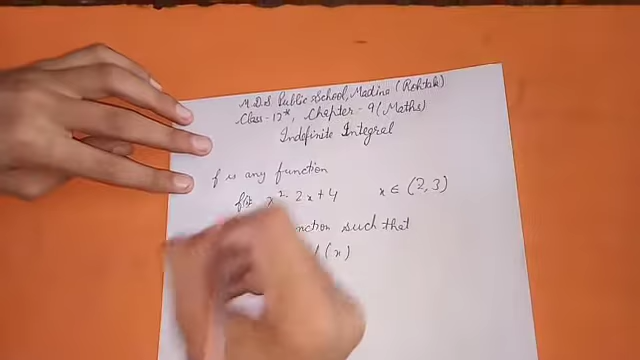 M.D.S Public School, Madina (Rohtak)
Class-12th, Chapter-9 (Maths)
Indefinite Integral
f is any function
x² 2x+4 x ∈ (2, 3)
such that
(x)